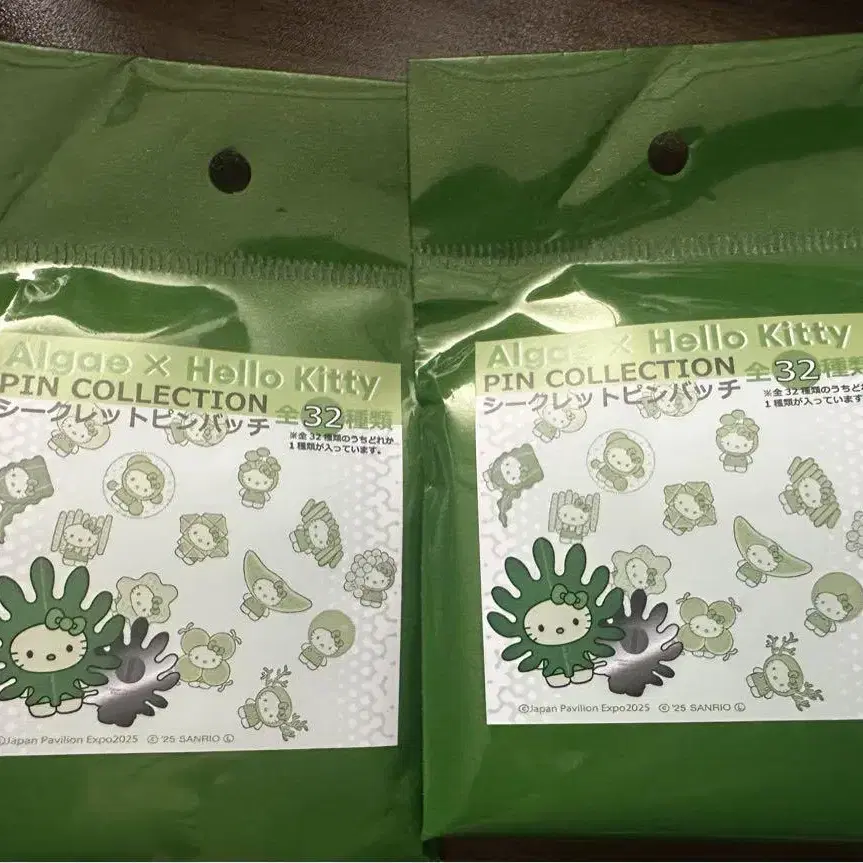 Algae × Hello Kitty
PIN COLLECTION
シークレットピンバッチ 全32種類
※全32種類のうちどれか
1種類が入っています。
©Japan Pavilion Expo2025 © '25 SANRIO Ⓛ
Algae × Hello Kitty
PIN COLLECTION
シークレットピンバッチ 全32種類
※全32種類のうちどれ
1種類が入っています
©Japan Pavilion Expo2025 © '25 SANRIO Ⓛ